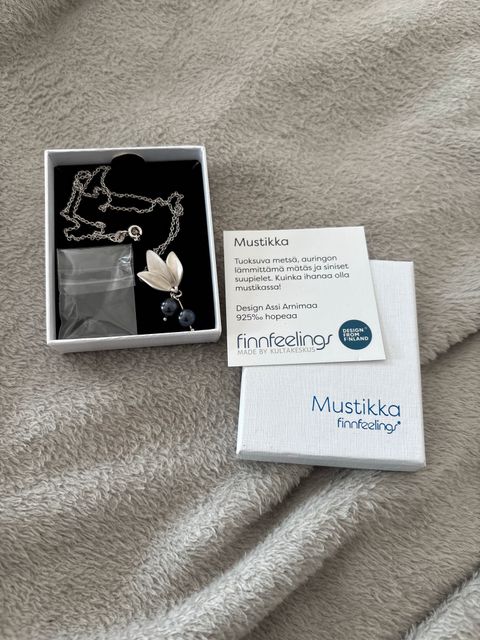 Mustikka
Tuoksuva metsä, auringon
lämmittämä mätäs ja siniset
suupielet. Kuinka ihanaa olla
mustikassa!
Design Assi Arnimaa
925‰ hopeaa
finnfeelings
MADE BY KULTAKESKUS
DESIGN
FROM
FINLAND
Mustikka
finnfeelings